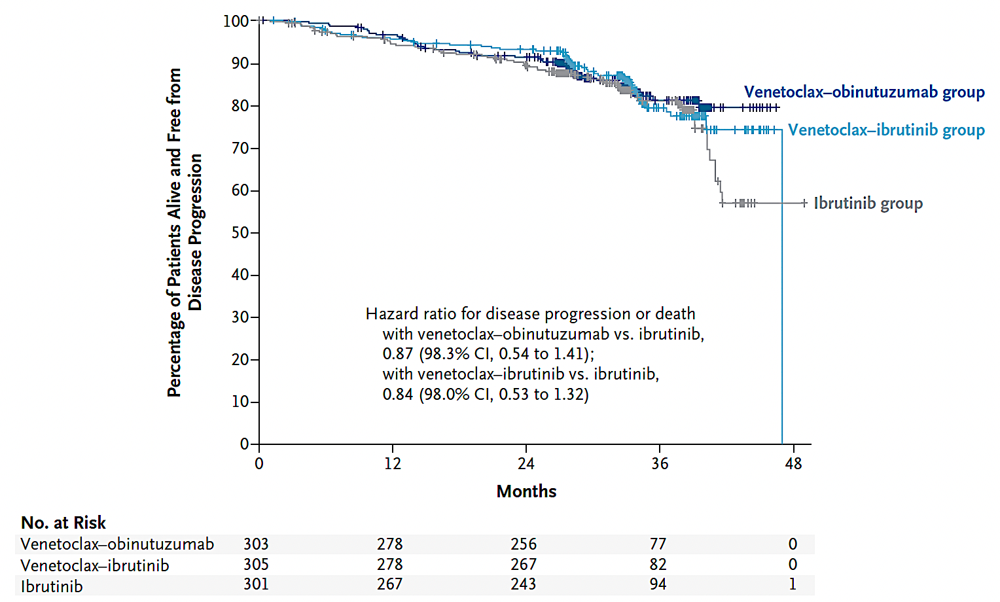 100
90
80
70
60
50
40
30
20
10
0
Percentage of Patients Alive and Free from
Disease Progression
Venetoclax–obinutuzumab group
Venetoclax–ibrutinib group
Ibrutinib group
Hazard ratio for disease progression or death
with venetoclax–obinutuzumab vs. ibrutinib,
0.87 (98.3% CI, 0.54 to 1.41);
with venetoclax–ibrutinib vs. ibrutinib,
0.84 (98.0% CI, 0.53 to 1.32)
0 12 24 36 48
Months
No. at Risk
Venetoclax–obinutuzumab 303 278 256 77 0
Venetoclax–ibrutinib 305 278 267 82 0
Ibrutinib 301 267 243 94 1